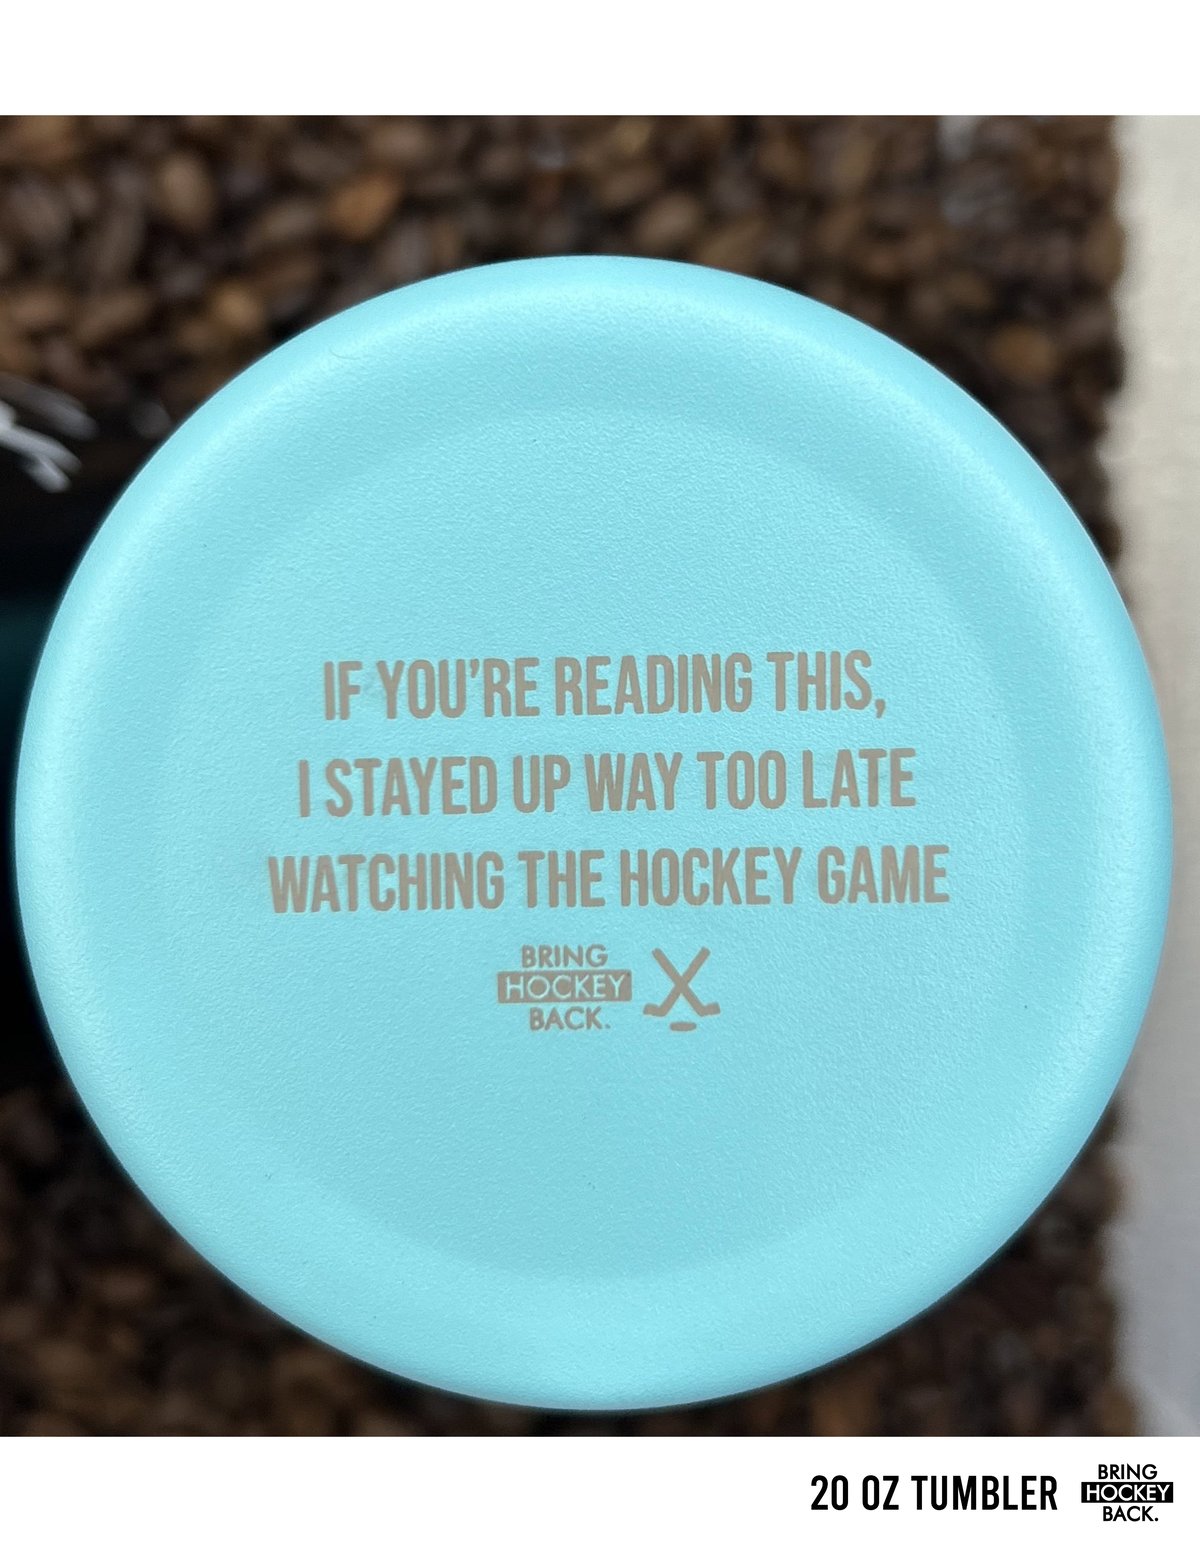 IF YOU'RE READING THIS,
I STAYED UP WAY TOO LATE
WATCHING THE HOCKEY GAME
BRING
HOCKEY
BACK.
20 OZ TUMBLER
BRING
HOCKEY
BACK.